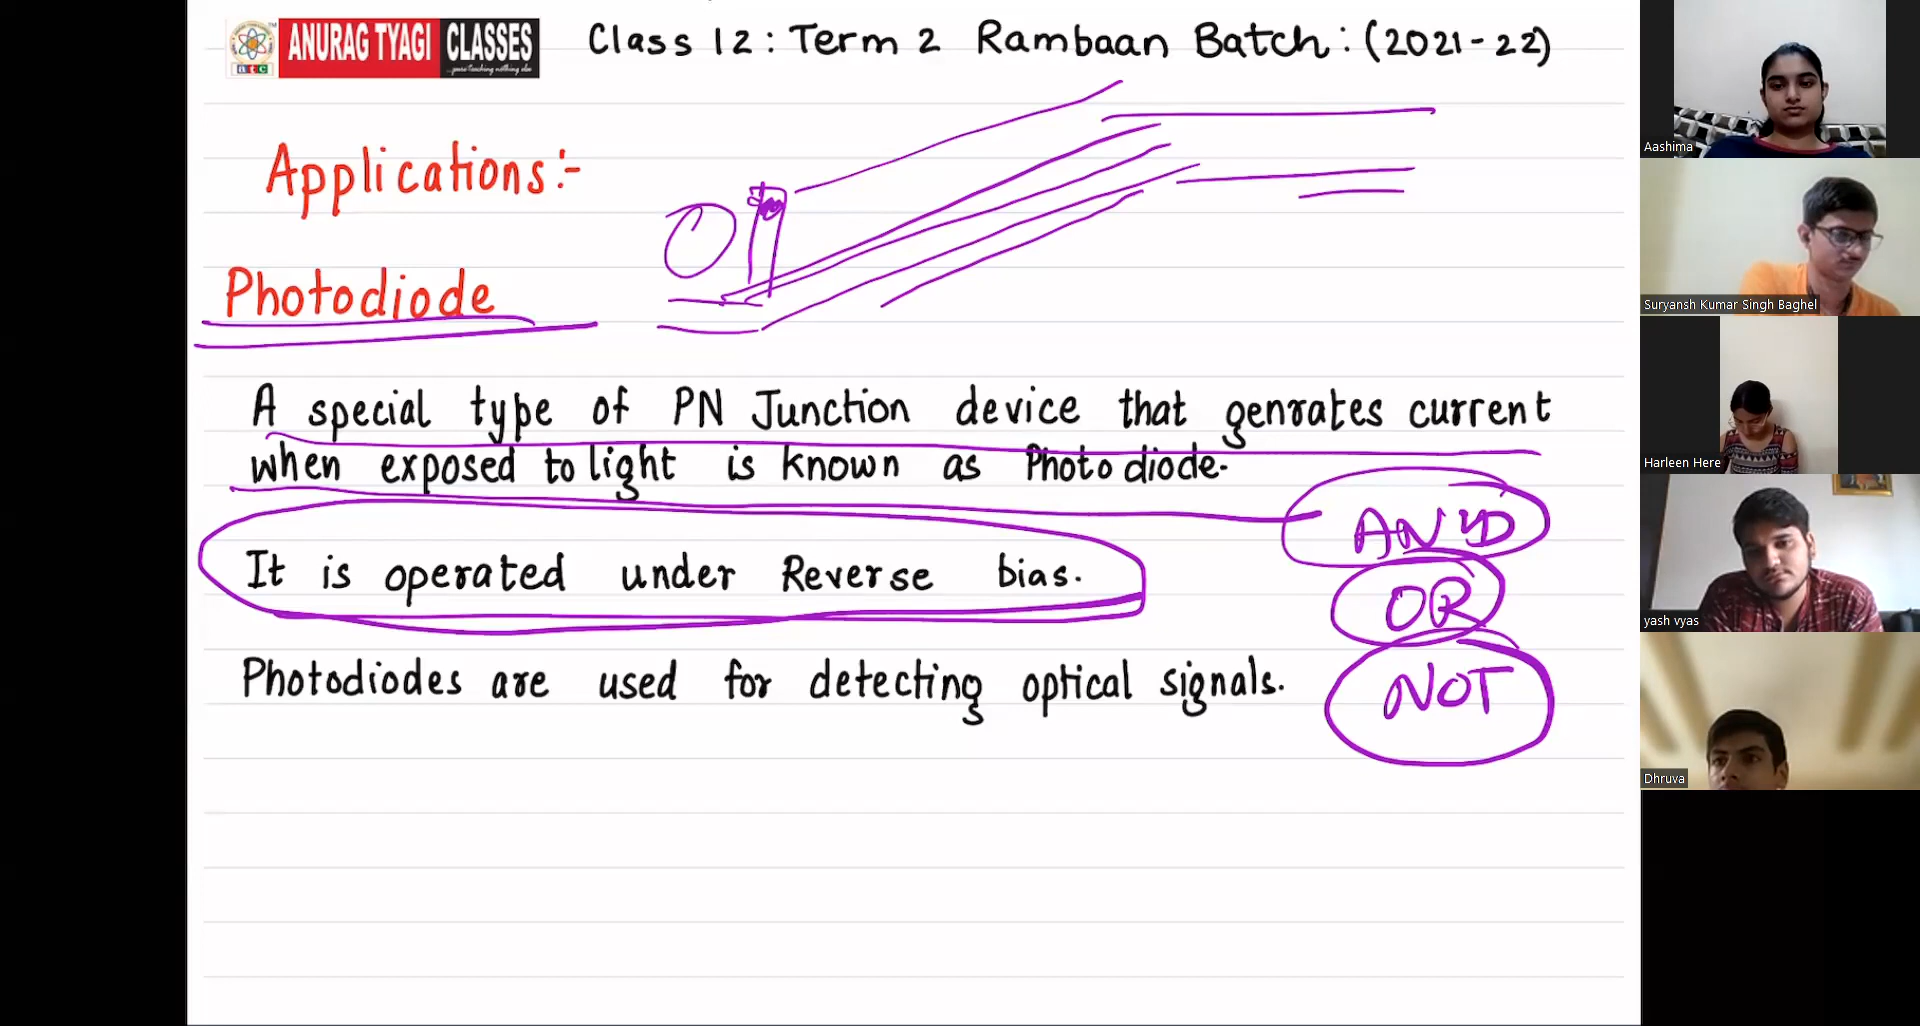 ANURAG TYAGI CLASSES
Class 12 : Term 2 Rambaan Batch : (2021-22)
Applications :-
Photodiode
A special type of PN Junction device that genrates current
when exposed to light is known as Photodiode.
It is operated under Reverse bias.
Photodiodes are used for detecting optical signals.
AND
OR
NOT
Aashima
Suryansh Kumar Singh Baghel
Harleen Here
yash vyas
Dhruva